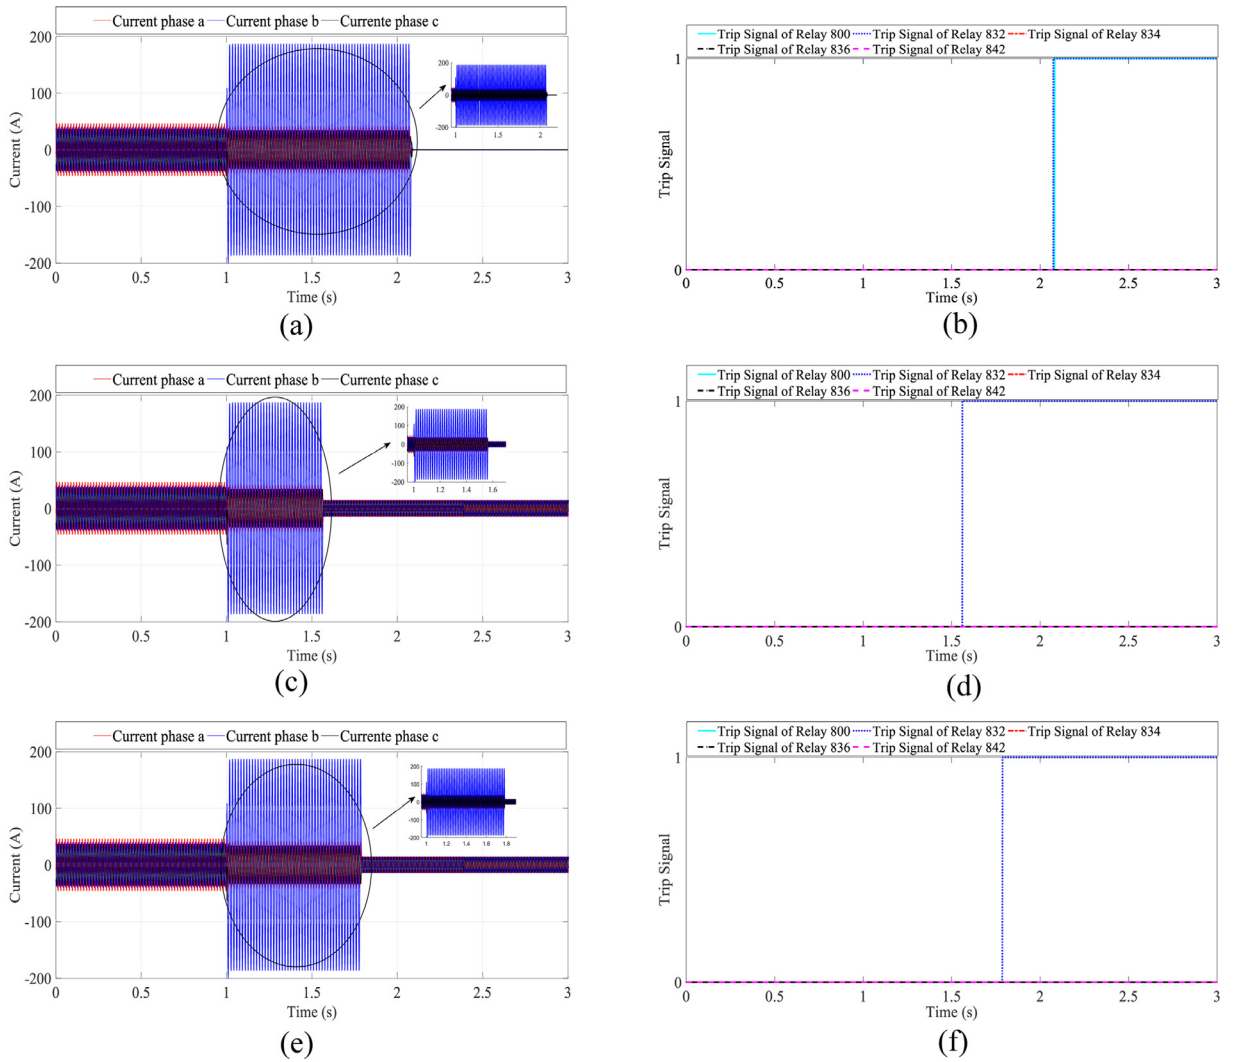 Current phase a Current phase b Currente phase c
200
100
0
-100
-200
Current (A)
0 0.5 1 1.5 2 2.5 3
Time (s)
200
100
0
-100
-200
1 1.5 2
(a)
Trip Signal of Relay 800 Trip Signal of Relay 832 Trip Signal of Relay 834
Trip Signal of Relay 836 Trip Signal of Relay 842
1
0
Trip Signal
0 0.5 1 1.5 2 2.5 3
Time (s)
(b)
Current phase a Current phase b Currente phase c
200
100
0
-100
-200
Current (A)
0 0.5 1 1.5 2 2.5 3
Time (s)
200
100
0
-100
-200
1 1.2 1.4 1.6
(c)
Trip Signal of Relay 800 Trip Signal of Relay 832 Trip Signal of Relay 834
Trip Signal of Relay 836 Trip Signal of Relay 842
1
0
Trip Signal
0 0.5 1 1.5 2 2.5 3
Time (s)
(d)
Current phase a Current phase b Currente phase c
200
100
0
-100
-200
Current (A)
0 0.5 1 1.5 2 2.5 3
Time (s)
200
100
0
-100
-200
1 1.2 1.4 1.6 1.8
(e)
Trip Signal of Relay 800 Trip Signal of Relay 832 Trip Signal of Relay 834
Trip Signal of Relay 836 Trip Signal of Relay 842
1
0
Trip Signal
0 0.5 1 1.5 2 2.5 3
Time (s)
(f)